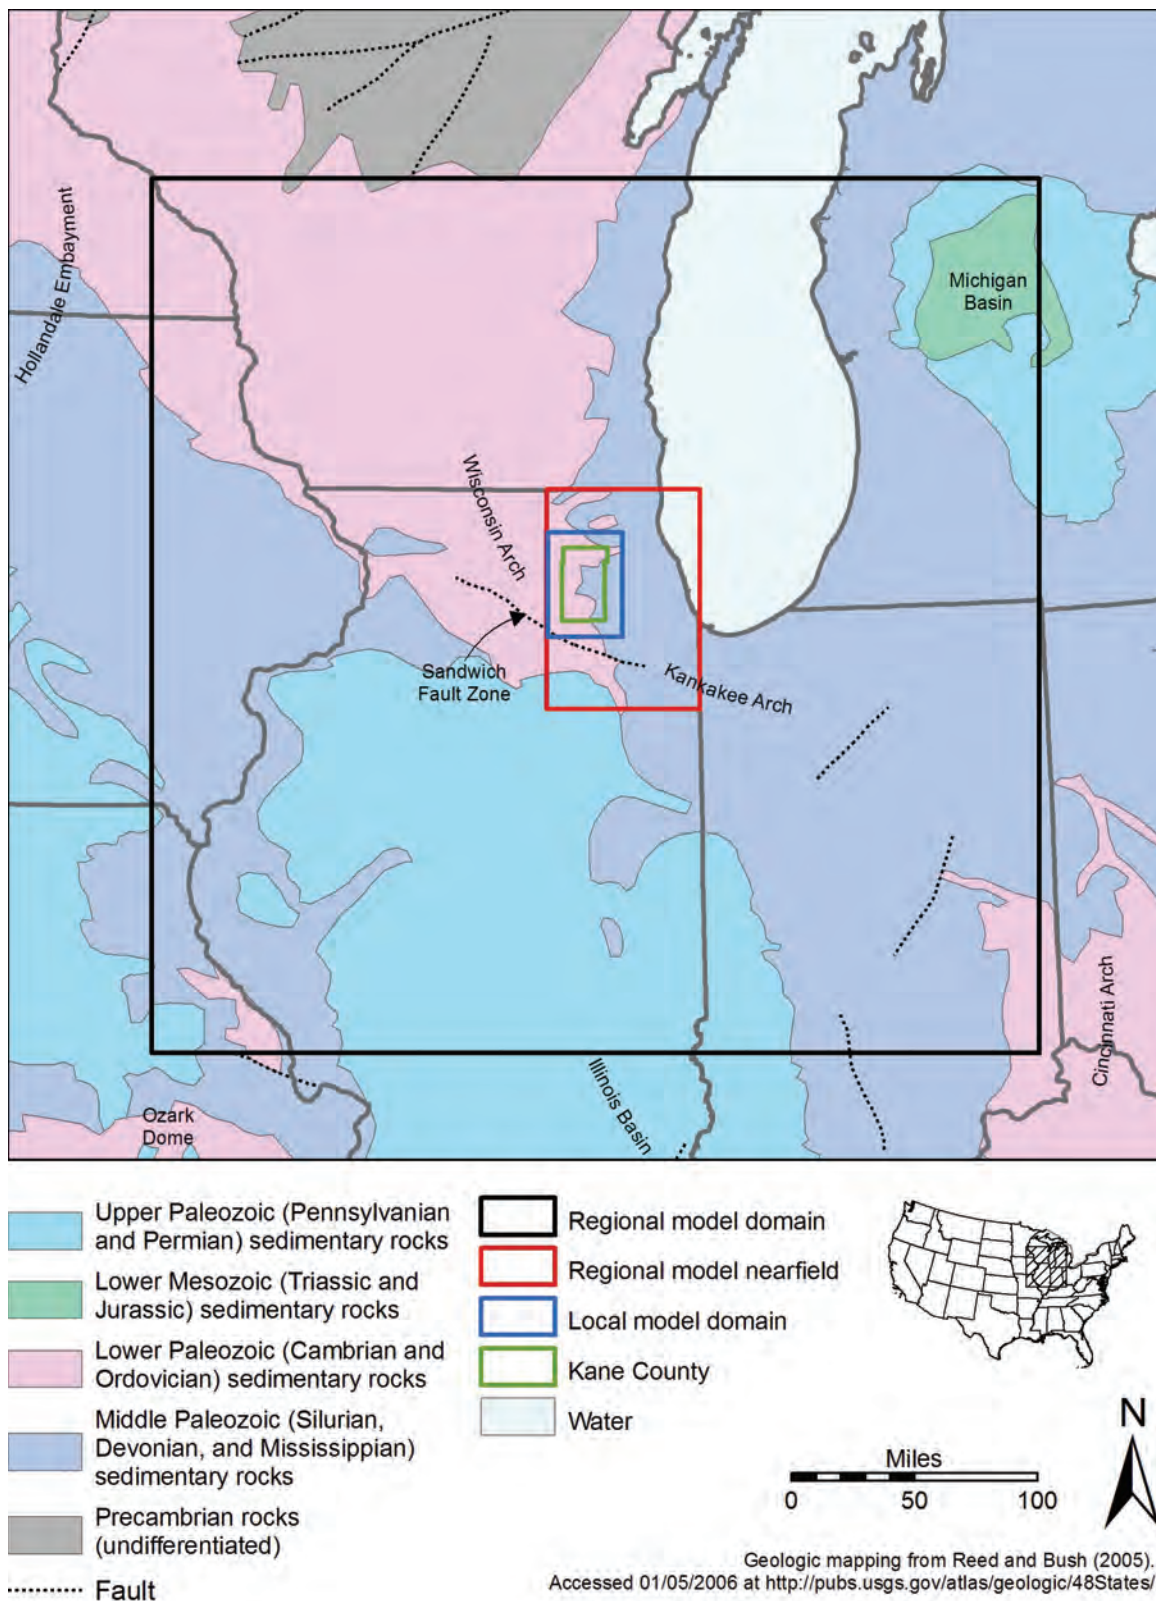 Hollandale Embayment
Michigan
Basin
Wisconsin Arch
Sandwich
Fault Zone
Kankakee Arch
Cincinnati Arch
Illinois Basin
Ozark
Dome
Upper Paleozoic (Pennsylvanian
and Permian) sedimentary rocks
Lower Mesozoic (Triassic and
Jurassic) sedimentary rocks
Lower Paleozoic (Cambrian and
Ordovician) sedimentary rocks
Middle Paleozoic (Silurian,
Devonian, and Mississippian)
sedimentary rocks
Precambrian rocks
(undifferentiated)
Fault
Regional model domain
Regional model nearfield
Local model domain
Kane County
Water
N
Miles
0 50 100
Geologic mapping from Reed and Bush (2005).
Accessed 01/05/2006 at http://pubs.usgs.gov/atlas/geologic/48States/